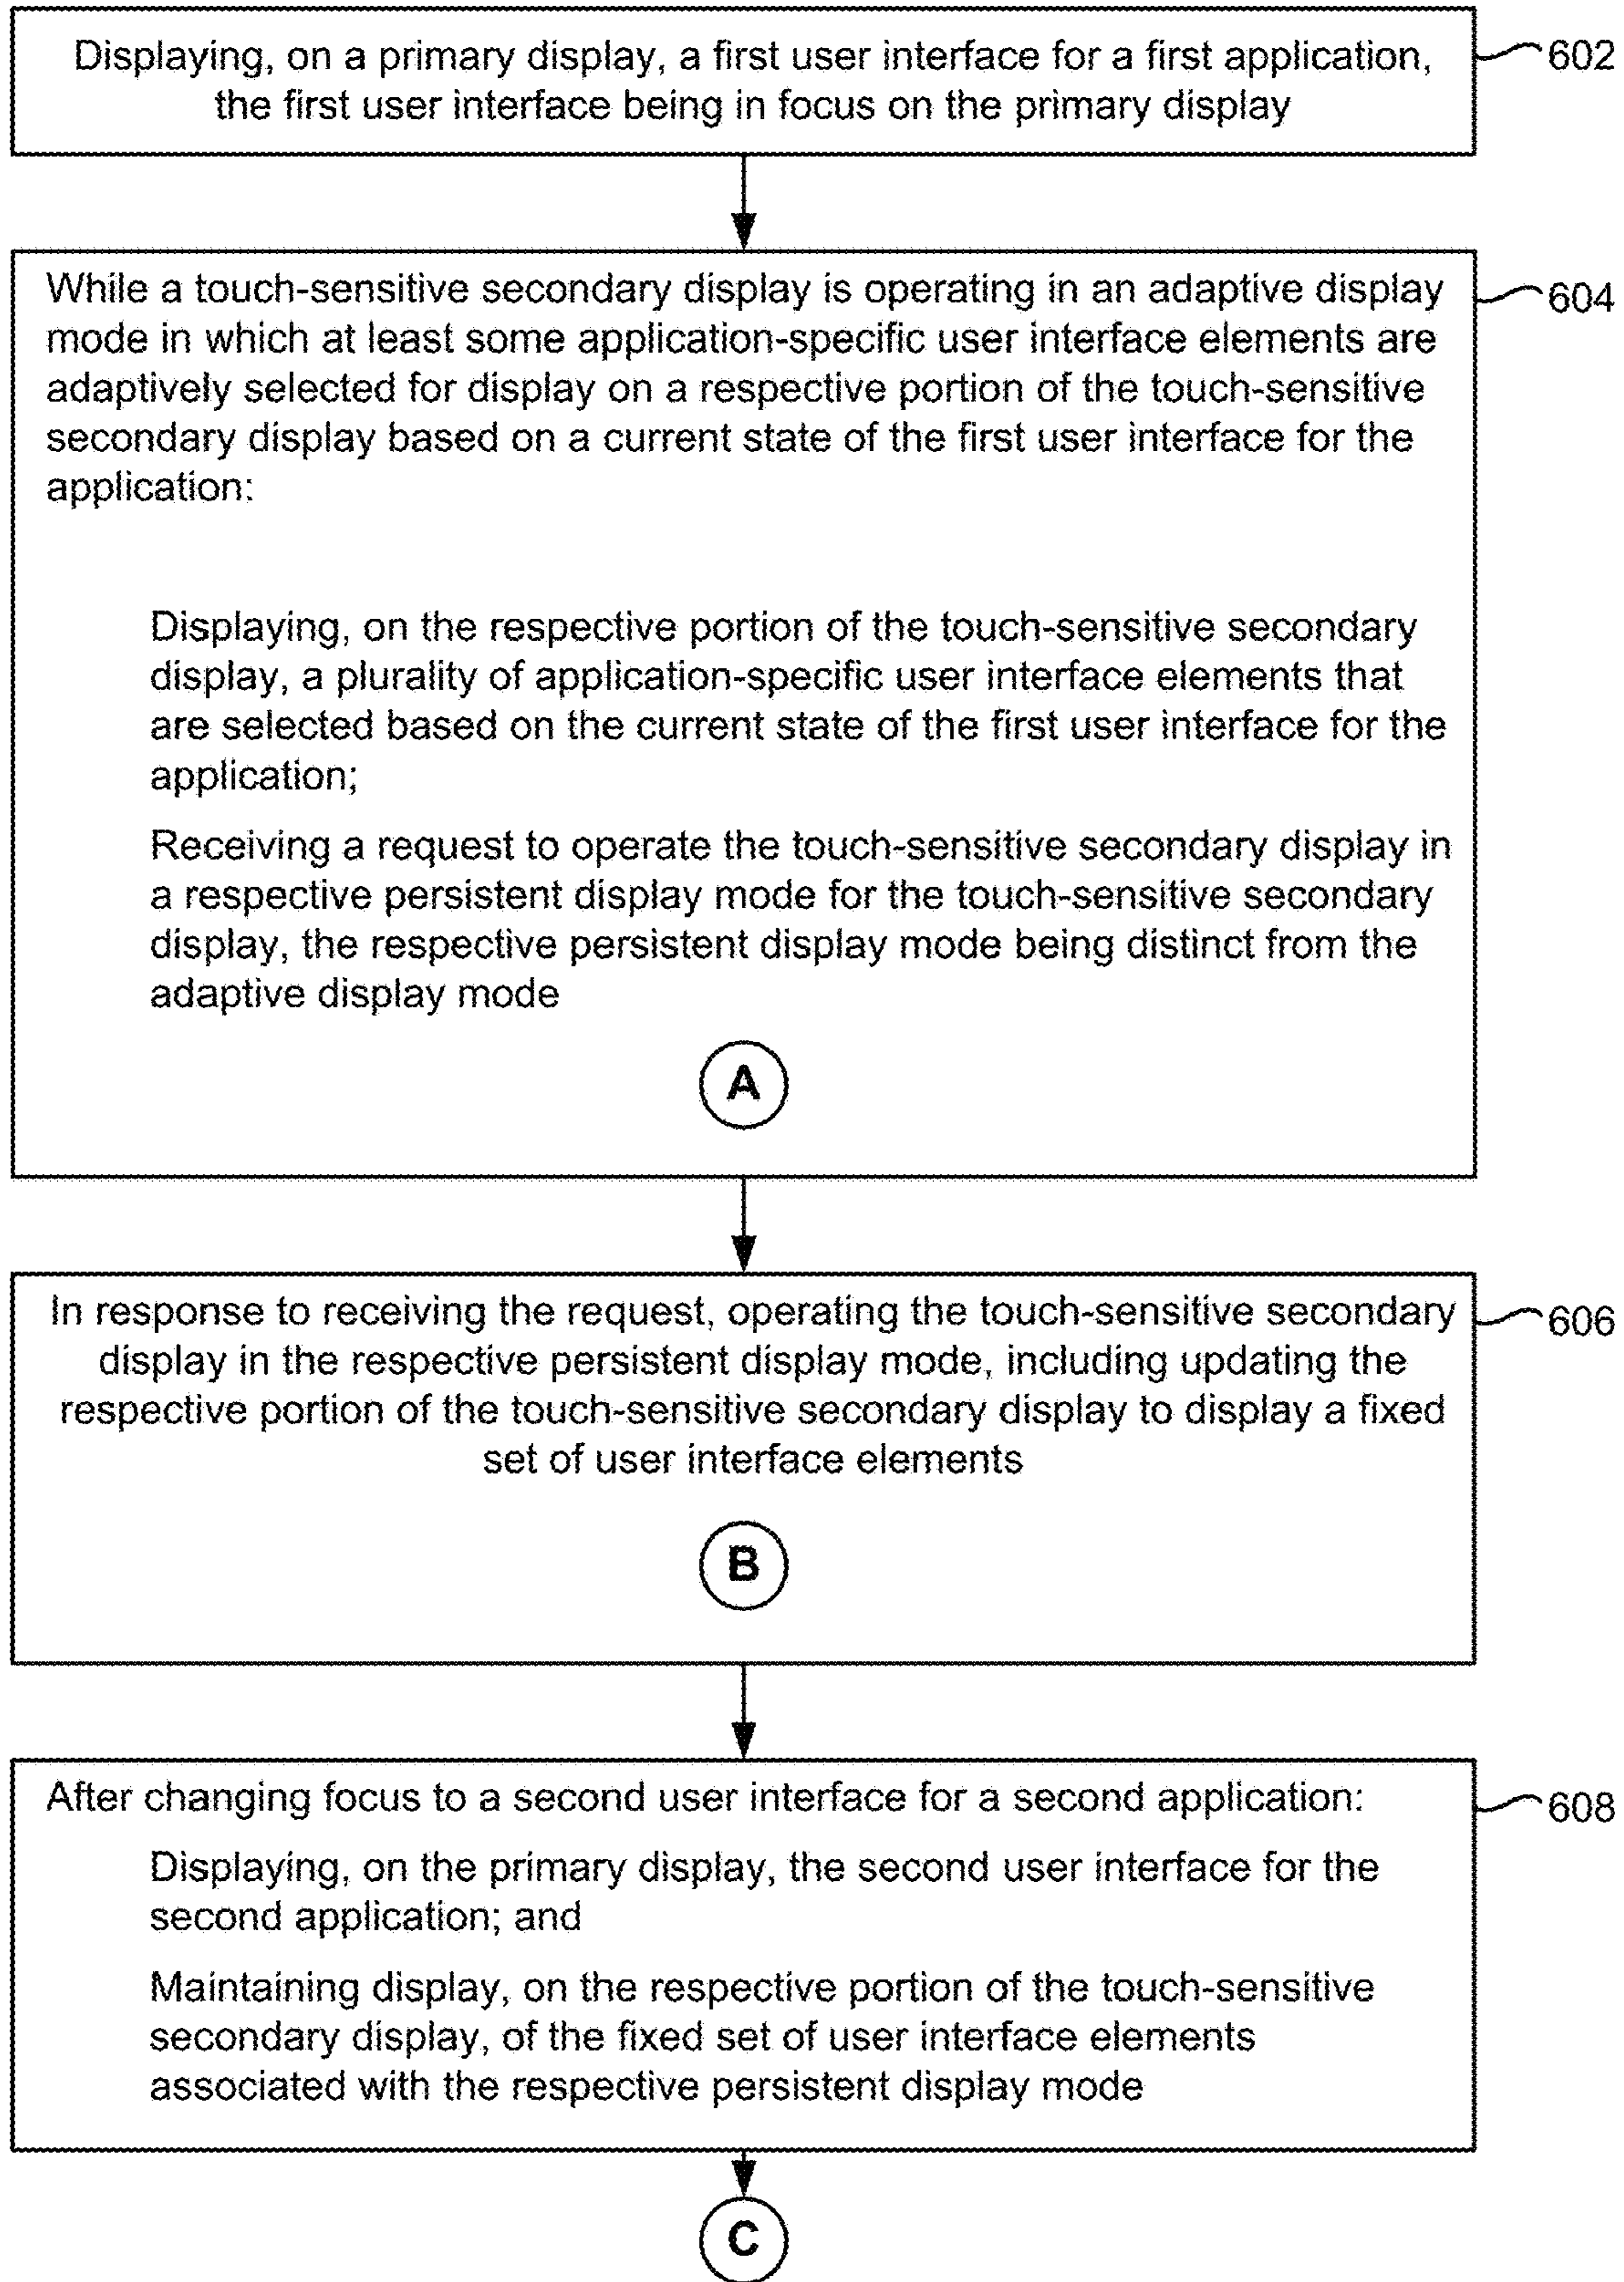 Displaying, on a primary display, a first user interface for a first application,
the first user interface being in focus on the primary display
602
While a touch-sensitive secondary display is operating in an adaptive display
mode in which at least some application-specific user interface elements are
adaptively selected for display on a respective portion of the touch-sensitive
secondary display based on a current state of the first user interface for the
application:
604
Displaying, on the respective portion of the touch-sensitive secondary
display, a plurality of application-specific user interface elements that
are selected based on the current state of the first user interface for the
application;
Receiving a request to operate the touch-sensitive secondary display in
a respective persistent display mode for the touch-sensitive secondary
display, the respective persistent display mode being distinct from the
adaptive display mode
A
In response to receiving the request, operating the touch-sensitive secondary
display in the respective persistent display mode, including updating the
respective portion of the touch-sensitive secondary display to display a fixed
set of user interface elements
606
B
After changing focus to a second user interface for a second application:
608
Displaying, on the primary display, the second user interface for the
second application; and
Maintaining display, on the respective portion of the touch-sensitive
secondary display, of the fixed set of user interface elements
associated with the respective persistent display mode
C